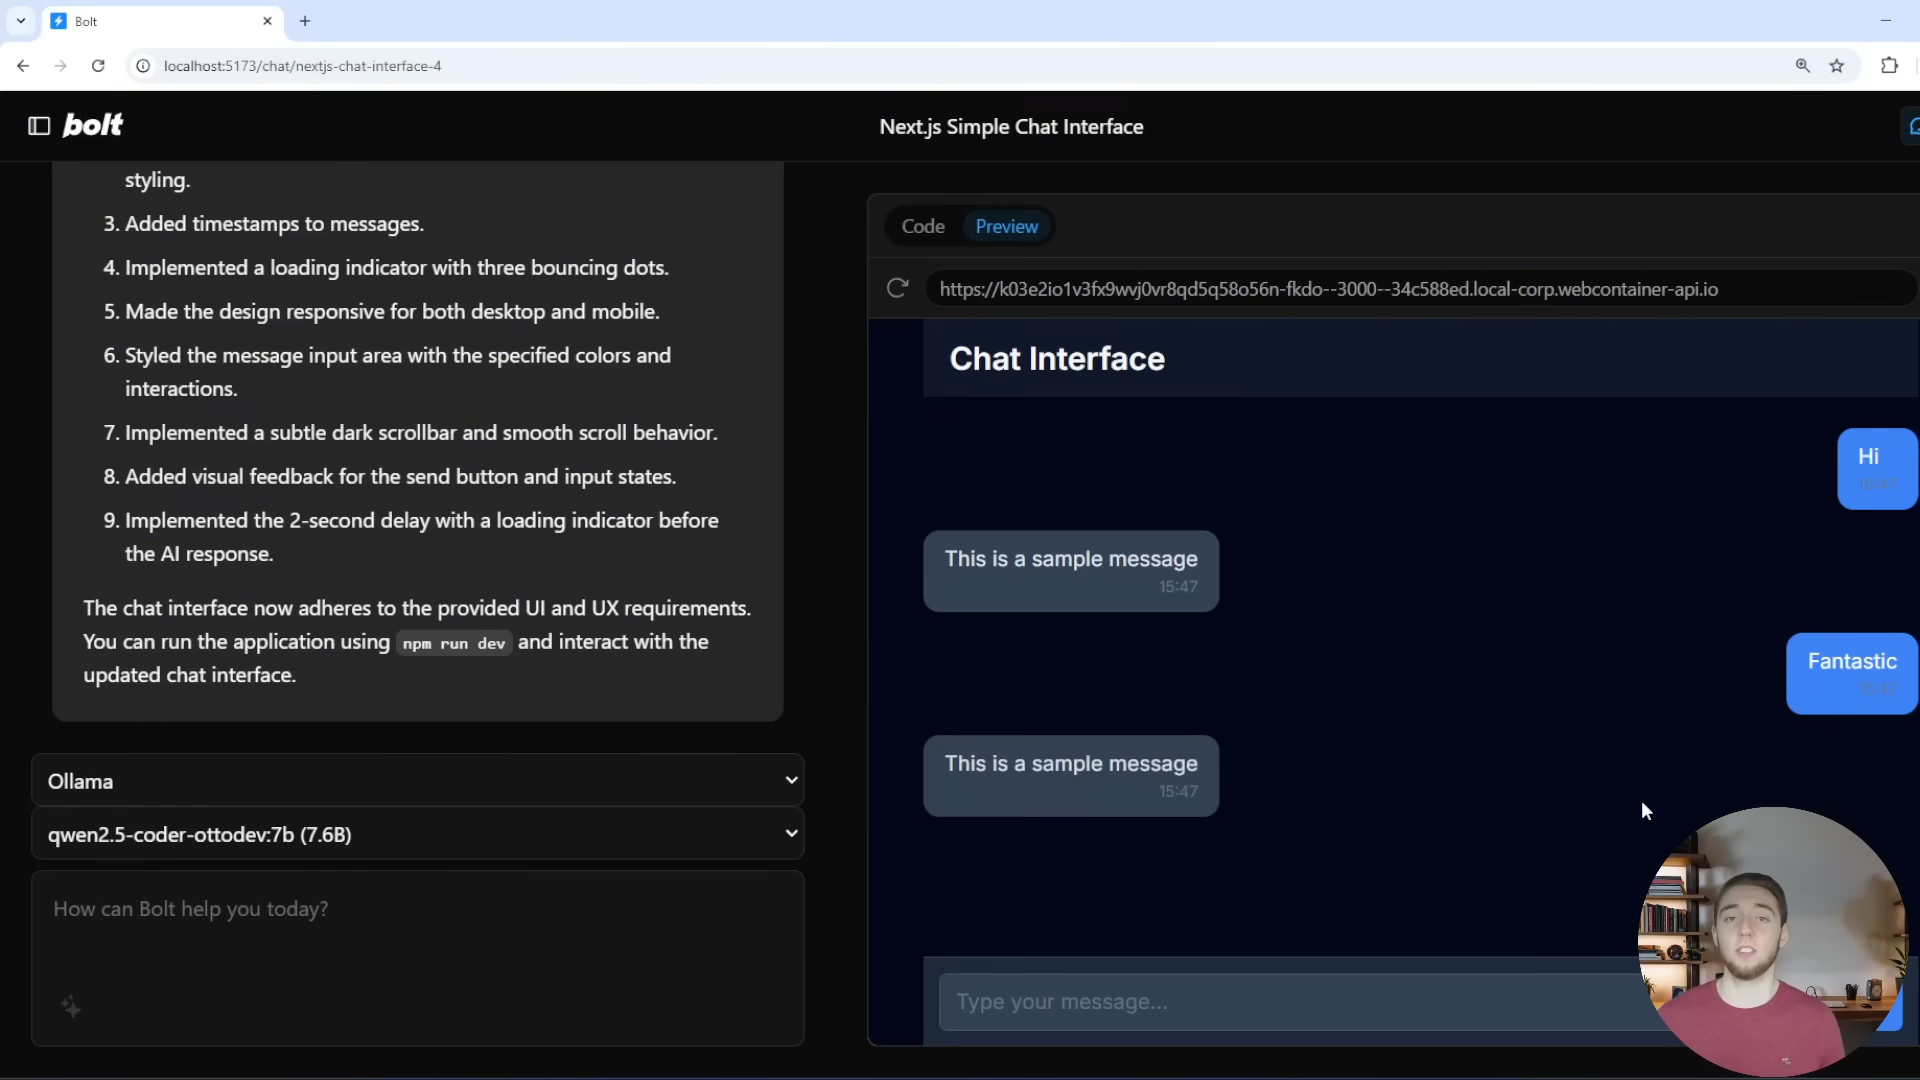 Bolt
localhost:5173/chat/nextjs-chat-interface-4
bolt
Next.js Simple Chat Interface
styling.
3. Added timestamps to messages.
4. Implemented a loading indicator with three bouncing dots.
5. Made the design responsive for both desktop and mobile.
6. Styled the message input area with the specified colors and
interactions.
7. Implemented a subtle dark scrollbar and smooth scroll behavior.
8. Added visual feedback for the send button and input states.
9. Implemented the 2-second delay with a loading indicator before
the AI response.
The chat interface now adheres to the provided UI and UX requirements.
You can run the application using npm run dev and interact with the
updated chat interface.
Ollama
qwen2.5-coder-ottodev:7b (7.6B)
How can Bolt help you today?
Code Preview
https://k03e2io1v3fx9wvj0vr8qd5q58o56n-fkdo--3000--34c588ed.local-corp.webcontainer-api.io
Chat Interface
Hi
15:47
This is a sample message
15:47
Fantastic
15:47
This is a sample message
15:47
Type your message...